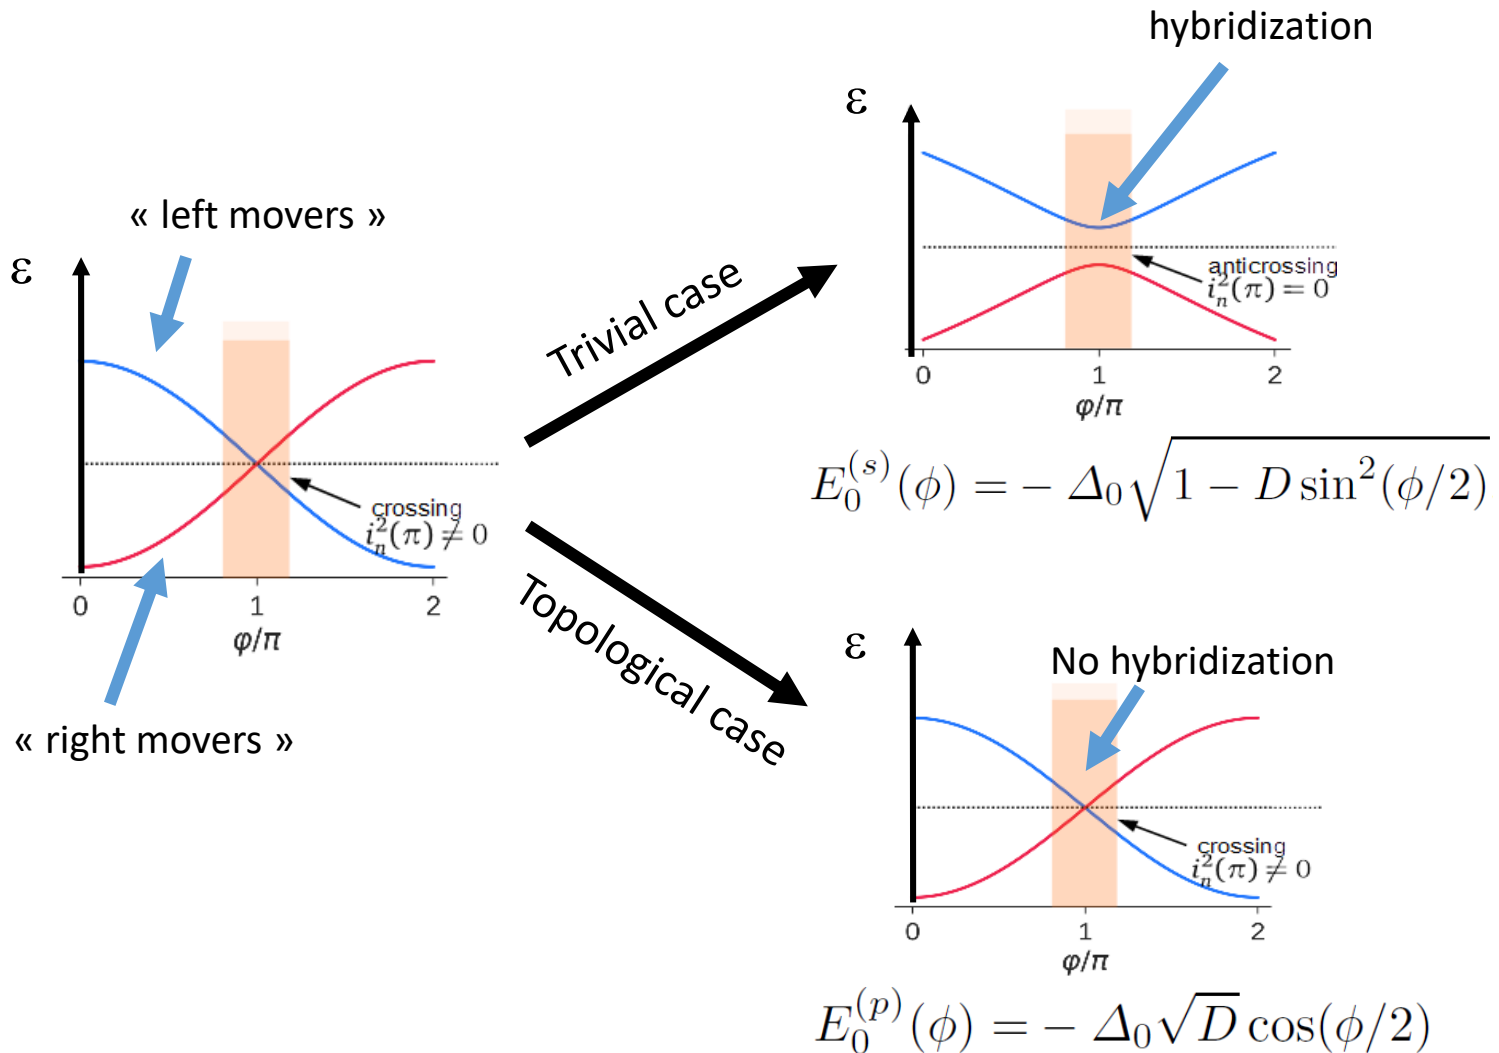 hybridization
ε
« left movers »
ε
Trivial case
anticrossing
i_n^2(π) = 0
0 1 2
φ/π
crossing
i_n^2(π) ≠ 0
0 1 2
φ/π
E_0^{(s)}(ϕ) = − Δ_0 √(1 − D sin^2(ϕ/2))
Topological case
ε
No hybridization
« right movers »
crossing
i_n^2(π) ≠ 0
0 1 2
φ/π
E_0^{(p)}(ϕ) = − Δ_0 √D cos(ϕ/2)